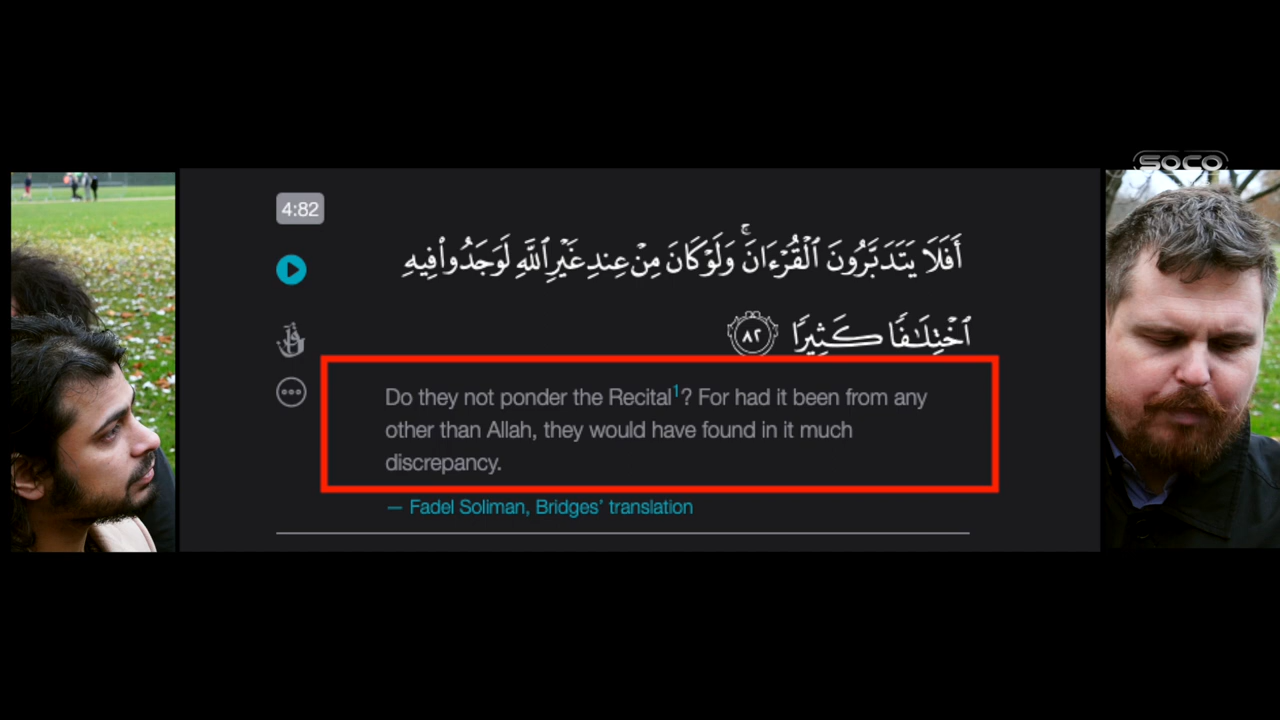 SOCO
4:82
أَفَلَا يَتَدَبَّرُونَ ٱلْقُرْءَانَ ۚ وَلَوْ كَانَ مِنْ عِندِ غَيْرِ ٱللَّهِ لَوَجَدُوا۟ فِيهِ
ٱخْتِلَـٰفًا كَثِيرًا ٨٢
Do they not ponder the Recital¹? For had it been from any
other than Allah, they would have found in it much
discrepancy.
— Fadel Soliman, Bridges’ translation